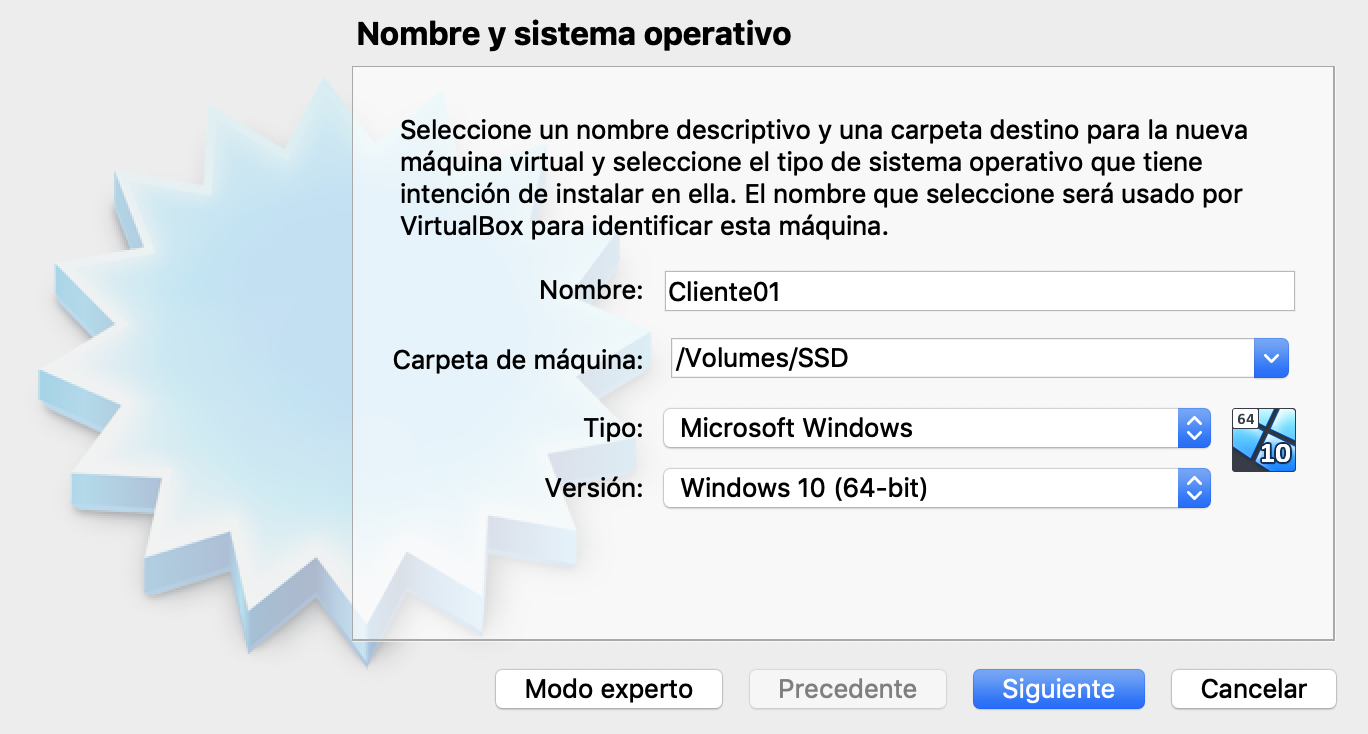 Nombre y sistema operativo
Seleccione un nombre descriptivo y una carpeta destino para la nueva
máquina virtual y seleccione el tipo de sistema operativo que tiene
intención de instalar en ella. El nombre que seleccione será usado por
VirtualBox para identificar esta máquina.
Nombre: Cliente01
Carpeta de máquina: /Volumes/SSD
Tipo: Microsoft Windows
64
10
Versión: Windows 10 (64-bit)
Modo experto Precedente Siguiente Cancelar